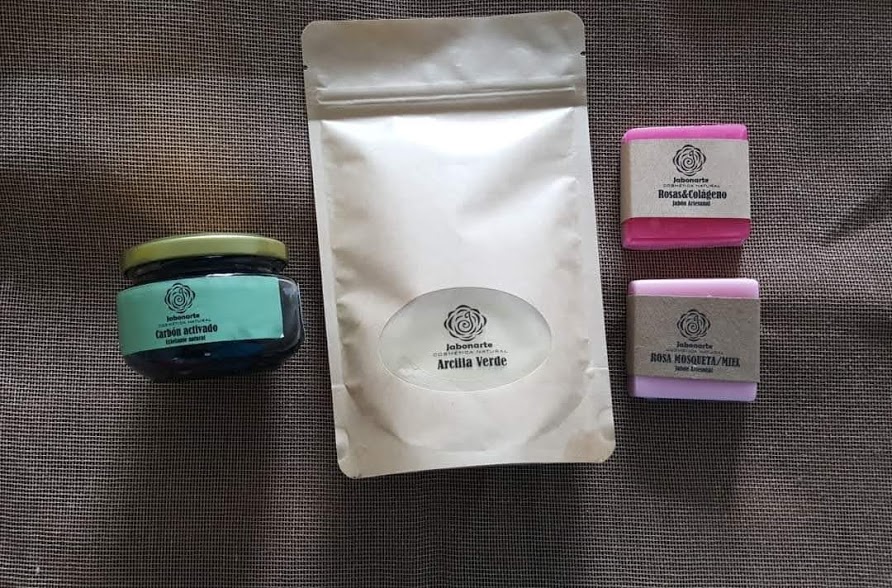 Jabonarte
COSMÉTICA NATURAL
Carbón activado
Exfoliante natural
Jabonarte
COSMÉTICA NATURAL
Arcilla Verde
Jabonarte
COSMÉTICA NATURAL
Rosas&Colágeno
Jabón Artesanal
Jabonarte
COSMÉTICA NATURAL
ROSA MOSQUETA/MIEL
Jabón Artesanal